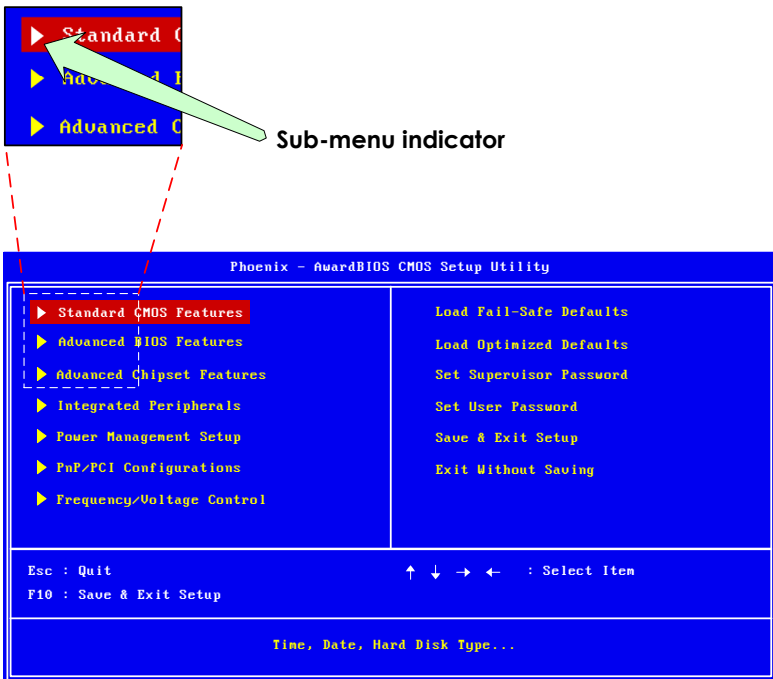 Standard C
Adva
Advanced C
Sub-menu indicator
Phoenix - AwardBIOS CMOS Setup Utility
Standard CMOS Features
Advanced BIOS Features
Advanced Chipset Features
Integrated Peripherals
Power Management Setup
PnP/PCI Configurations
Frequency/Voltage Control
Load Fail-Safe Defaults
Load Optimized Defaults
Set Supervisor Password
Set User Password
Save & Exit Setup
Exit Without Saving
Esc : Quit
F10 : Save & Exit Setup
↑ ↓ → ← : Select Item
Time, Date, Hard Disk Type...